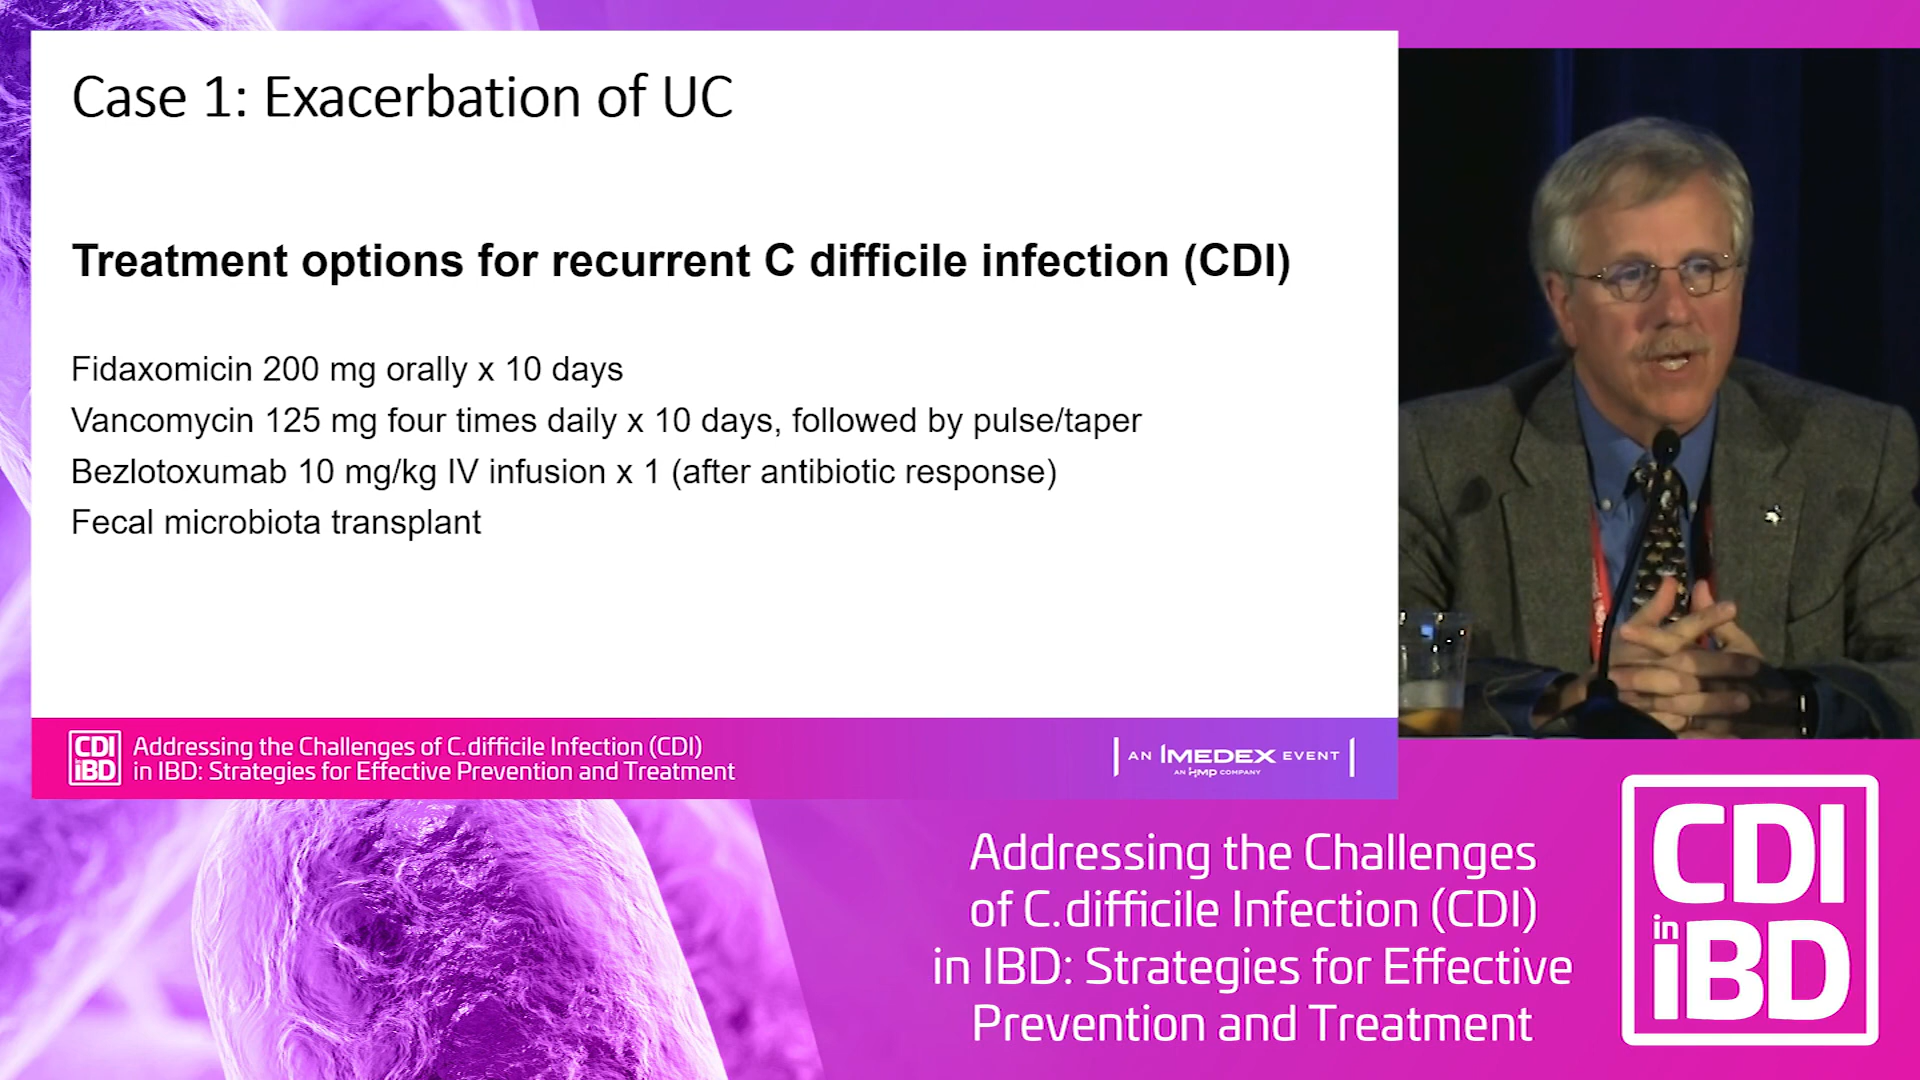 Case 1: Exacerbation of UC
Treatment options for recurrent C difficile infection (CDI)
Fidaxomicin 200 mg orally x 10 days
Vancomycin 125 mg four times daily x 10 days, followed by pulse/taper
Bezlotoxumab 10 mg/kg IV infusion x 1 (after antibiotic response)
Fecal microbiota transplant
CDI
in
IBD
Addressing the Challenges of C.difficile Infection (CDI)
in IBD: Strategies for Effective Prevention and Treatment
AN IMEDEX EVENT
AN HMP COMPANY
Addressing the Challenges
of C.difficile Infection (CDI)
in IBD: Strategies for Effective
Prevention and Treatment
CDI
in
IBD